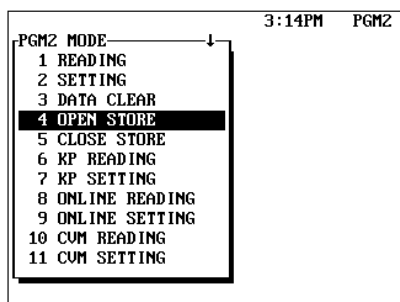 3:14PM PGM2
PGM2 MODE ↓
1 READING
2 SETTING
3 DATA CLEAR
4 OPEN STORE
5 CLOSE STORE
6 KP READING
7 KP SETTING
8 ONLINE READING
9 ONLINE SETTING
10 CVM READING
11 CVM SETTING